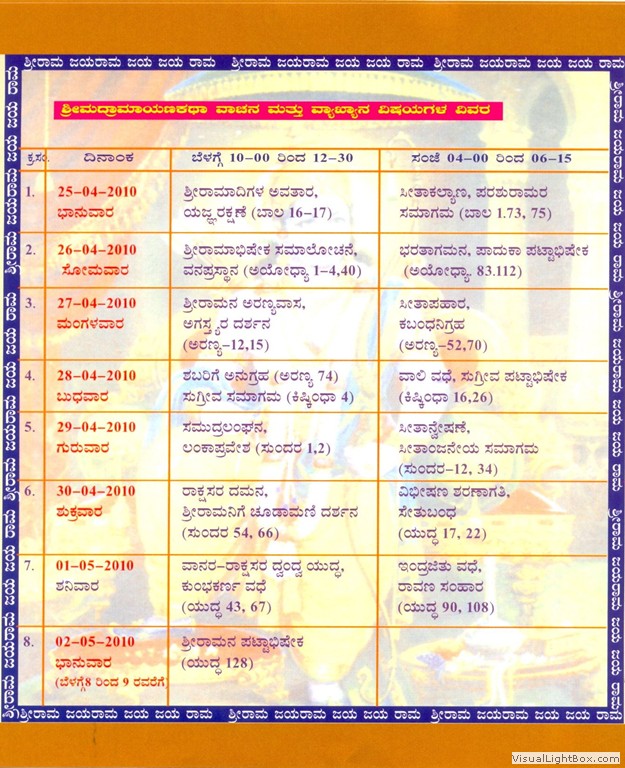 ಶ್ರೀರಾಮ ಜಯರಾಮ ಜಯ ಜಯ ರಾಮ ಶ್ರೀರಾಮ ಜಯರಾಮ ಜಯ ಜಯ ರಾಮ ಶ್ರೀರಾಮ ಜಯರಾಮ ಜಯ ಜಯ ರಾಮ
ಶ್ರೀಮದ್ರಾಮಾಯಣಕಥಾ ವಾಚನ ಮತ್ತು ವ್ಯಾಖ್ಯಾನ ವಿಷಯಗಳ ವಿವರ
ಕ್ರ.ಸಂ. ದಿನಾಂಕ ಬೆಳಗ್ಗೆ 10-00 ರಿಂದ 12-30 ಸಂಜೆ 04-00 ರಿಂದ 06-15
1. 25-04-2010 ಶ್ರೀರಾಮಾದಿಗಳ ಅವತಾರ, ಸೀತಾಕಲ್ಯಾಣ, ಪರಶುರಾಮರ
ಭಾನುವಾರ ಯಜ್ಞರಕ್ಷಣೆ (ಬಾಲ 16-17) ಸಮಾಗಮ (ಬಾಲ 1.73, 75)
2. 26-04-2010 ಶ್ರೀರಾಮಾಭಿಷೇಕ ಸಮಾಲೋಚನೆ, ಭರತಾಗಮನ, ಪಾದುಕಾ ಪಟ್ಟಾಭಿಷೇಕ
ಸೋಮವಾರ ವನಪ್ರಸ್ಥಾನ (ಅಯೋಧ್ಯಾ 1-4,40) (ಅಯೋಧ್ಯಾ. 83.112)
3. 27-04-2010 ಶ್ರೀರಾಮನ ಅರಣ್ಯವಾಸ, ಸೀತಾಪಹಾರ,
ಮಂಗಳವಾರ ಅಗಸ್ತ್ಯರ ದರ್ಶನ ಕಬಂಧನಿಗ್ರಹ
(ಅರಣ್ಯ-12,15) (ಅರಣ್ಯ-52,70)
4. 28-04-2010 ಶಬರಿಗೆ ಅನುಗ್ರಹ (ಅರಣ್ಯ 74) ವಾಲಿ ವಧೆ, ಸುಗ್ರೀವ ಪಟ್ಟಾಭಿಷೇಕ
ಬುಧವಾರ ಸುಗ್ರೀವ ಸಮಾಗಮ (ಕಿಷ್ಕಿಂಧಾ 4) (ಕಿಷ್ಕಿಂಧಾ 16,26)
5. 29-04-2010 ಸಮುದ್ರಲಂಘನ, ಸೀತಾನ್ವೇಷಣೆ,
ಗುರುವಾರ ಲಂಕಾಪ್ರವೇಶ (ಸುಂದರ 1,2) ಸೀತಾಂಜನೇಯ ಸಮಾಗಮ
(ಸುಂದರ-12, 34)
6. 30-04-2010 ರಾಕ್ಷಸರ ದಮನ, ವಿಭೀಷಣ ಶರಣಾಗತಿ,
ಶುಕ್ರವಾರ ಶ್ರೀರಾಮನಿಗೆ ಚೂಡಾಮಣಿ ದರ್ಶನ ಸೇತುಬಂಧ
(ಸುಂದರ 54, 66) (ಯುದ್ಧ 17, 22)
7. 01-05-2010 ವಾನರ-ರಾಕ್ಷಸರ ದ್ವಂದ್ವ ಯುದ್ಧ, ಇಂದ್ರಜಿತು ವಧೆ,
ಶನಿವಾರ ಕುಂಭಕರ್ಣ ವಧೆ ರಾವಣ ಸಂಹಾರ
(ಯುದ್ಧ 43, 67) (ಯುದ್ಧ 90, 108)
8. 02-05-2010 ಶ್ರೀರಾಮನ ಪಟ್ಟಾಭಿಷೇಕ
ಭಾನುವಾರ (ಯುದ್ಧ 128)
(ಬೆಳಗ್ಗೆ8 ರಿಂದ 9 ರವರೆಗೆ)
ಶ್ರೀರಾಮ ಜಯರಾಮ ಜಯ ಜಯ ರಾಮ ಶ್ರೀರಾಮ ಜಯರಾಮ ಜಯ ಜಯ ರಾಮ ಶ್ರೀರಾಮ ಜಯರಾಮ ಜಯ ಜಯ ರಾಮ
VisualLightBox.com